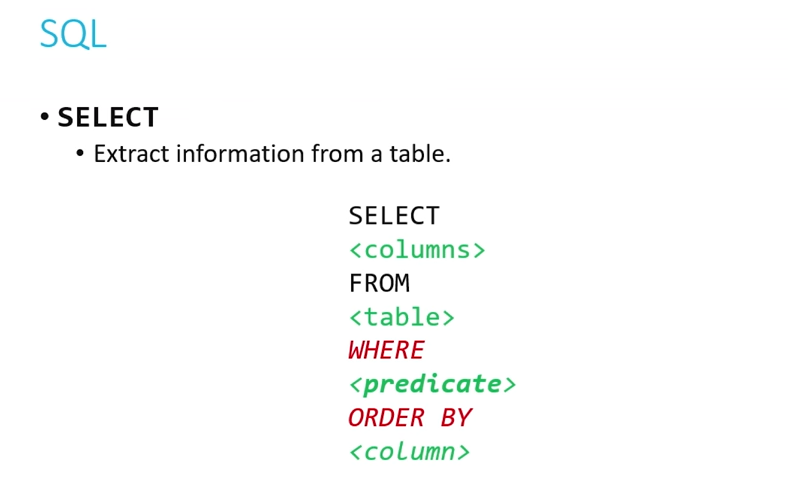 SQL
• SELECT
• Extract information from a table.
SELECT
<columns>
FROM
<table>
WHERE
<predicate>
ORDER BY
<column>